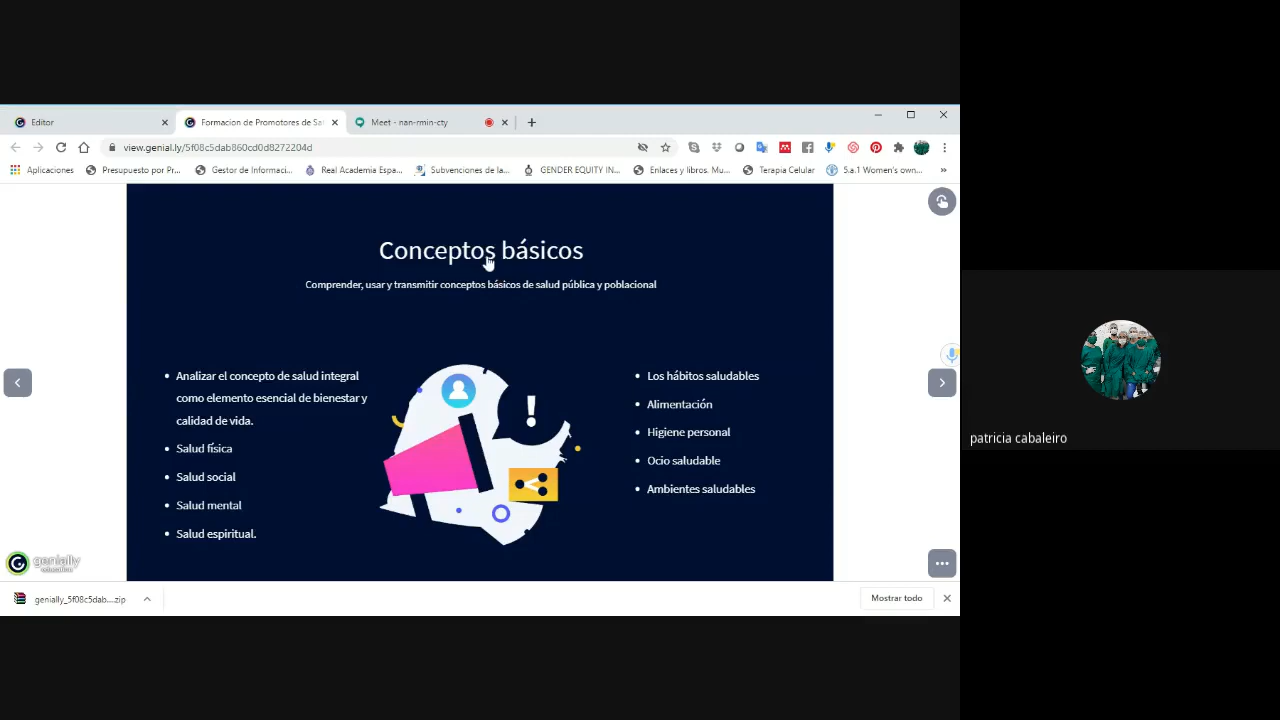 Editor
Formacion de Promotores de Sa
Meet - nan-rmin-cty
view.genial.ly/5f08c5dab860cd0d8272204d
Aplicaciones
Presupuesto por Pr...
Gestor de Informaci...
Real Academia Espa...
Subvenciones de la...
GENDER EQUITY IN...
Enlaces y libros. Mu...
Terapia Celular
5.a.1 Women's own...
Conceptos básicos
Comprender, usar y transmitir conceptos básicos de salud pública y poblacional
Analizar el concepto de salud integral
como elemento esencial de bienestar y
calidad de vida.
Salud física
Salud social
Salud mental
Salud espiritual.
Los hábitos saludables
Alimentación
Higiene personal
Ocio saludable
Ambientes saludables
genially
education
genially_5f08c5dab....zip
Mostrar todo
patricia cabaleiro